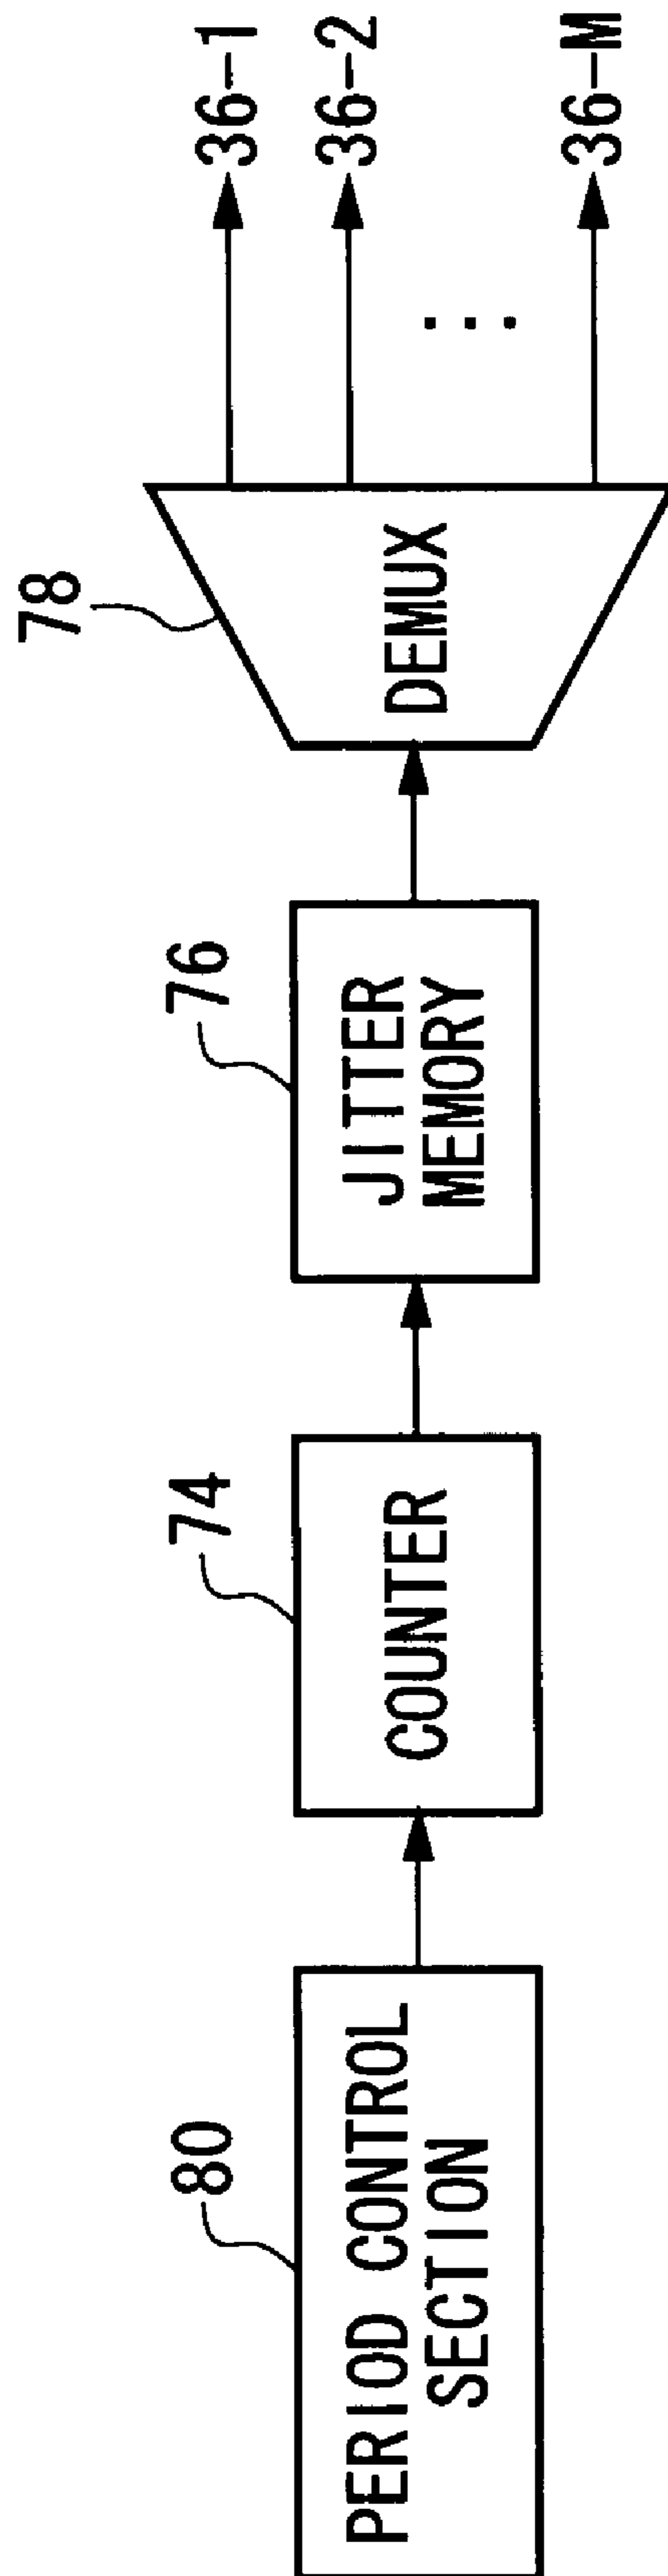 80
PERIOD CONTROL
SECTION
74
COUNTER
76
JITTER
MEMORY
78
DEMUX
36-1
36-2
...
36-M